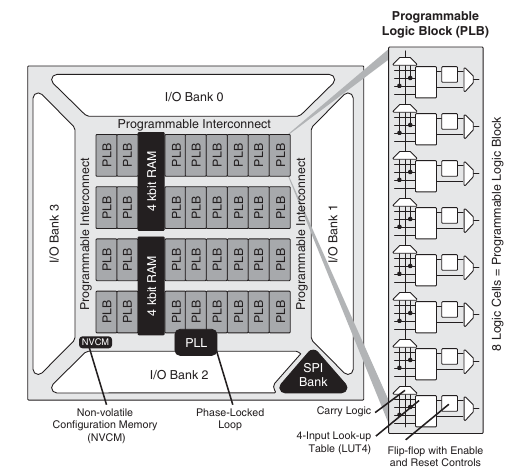 Programmable
Logic Block (PLB)
I/O Bank 0
Programmable Interconnect
I/O Bank 3
Programmable Interconnect
PLB PLB 4 kbit RAM PLB PLB PLB PLB PLB PLB
PLB PLB PLB PLB PLB PLB PLB PLB
PLB PLB 4 kbit RAM PLB PLB PLB PLB PLB PLB
PLB PLB PLB PLB PLB PLB PLB PLB
Programmable Interconnect
I/O Bank 1
8 Logic Cells = Programmable Logic Block
NVCM
PLL
I/O Bank 2
SPI
Bank
Non-volatile
Configuration Memory
(NVCM)
Phase-Locked
Loop
Carry Logic
4-Input Look-up
Table (LUT4)
Flip-flop with Enable
and Reset Controls